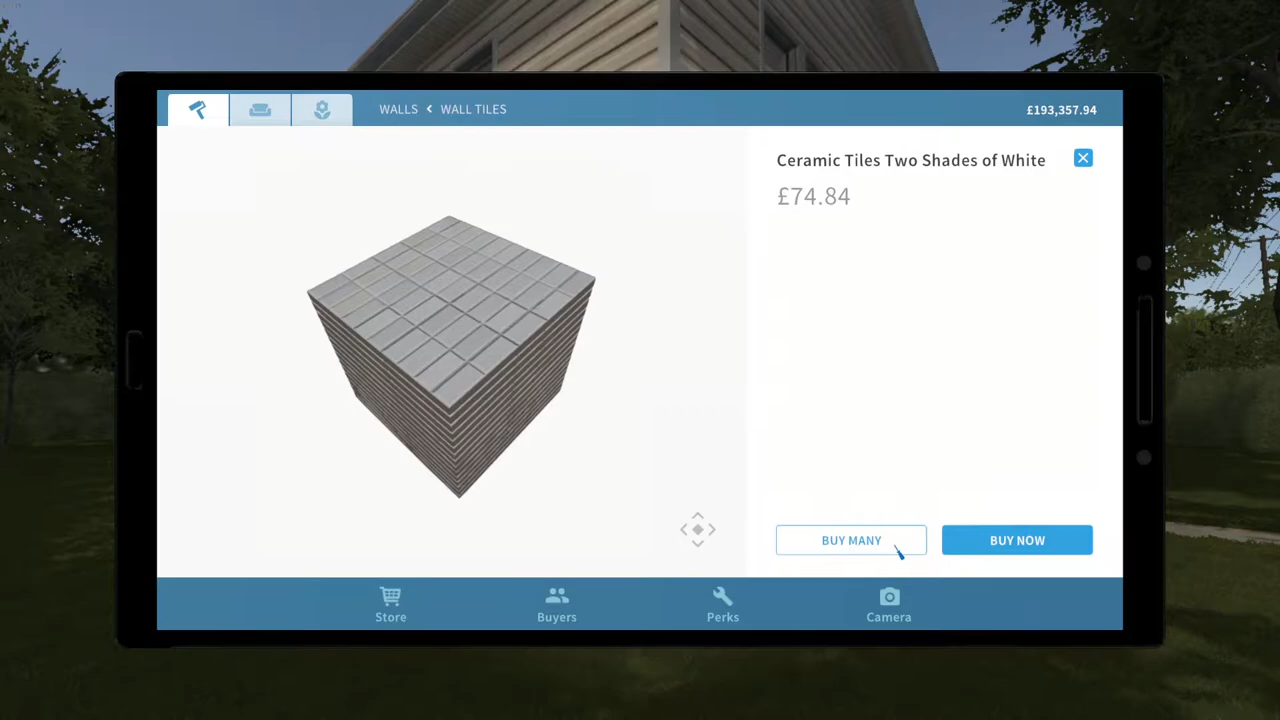 WALLS < WALL TILES
£193,357.94
Ceramic Tiles Two Shades of White
£74.84
BUY MANY
BUY NOW
Store
Buyers
Perks
Camera